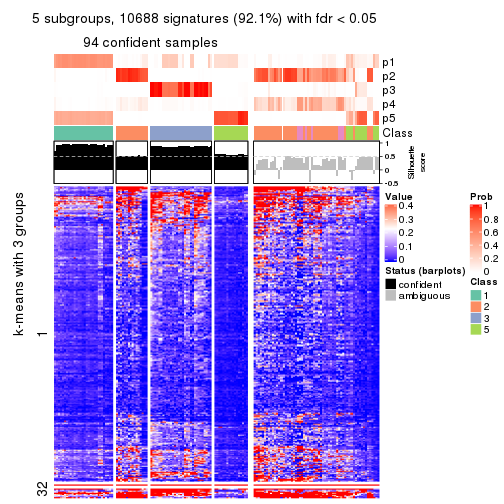 5 subgroups, 10688 signatures (92.1%) with fdr < 0.05
94 confident samples
p1
p2
p3
p4
p5
Class
1
0.5
0
-0.5
Silhouette
score
k-means with 3 groups
1
32
Value
0.4
0.3
0.2
0.1
0
Status (barplots)
confident
ambiguous
Prob
1
0.8
0.6
0.4
0.2
0
Class
1
2
3
5